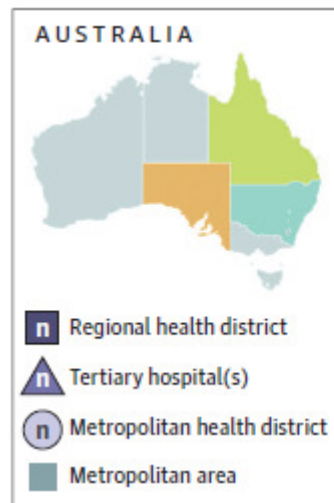 AUSTRALIA
n Regional health district
n Tertiary hospital(s)
n Metropolitan health district
Metropolitan area